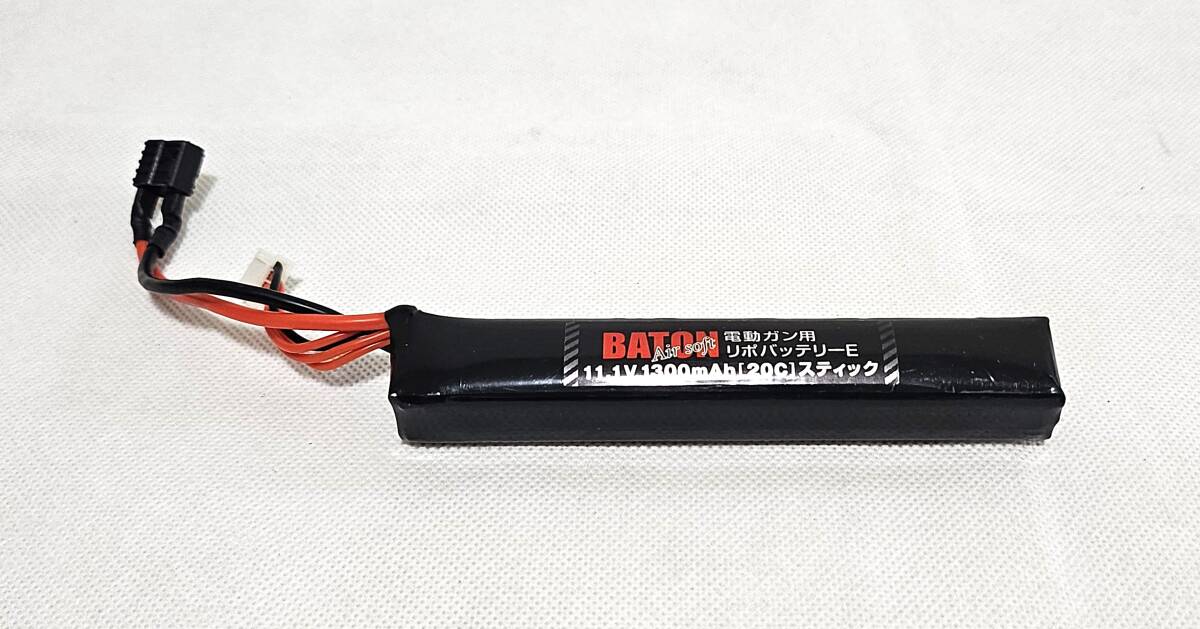 BATON
Air soft
電動ガン用
リポバッテリーE
11.1V 1300mAh[20C]スティック